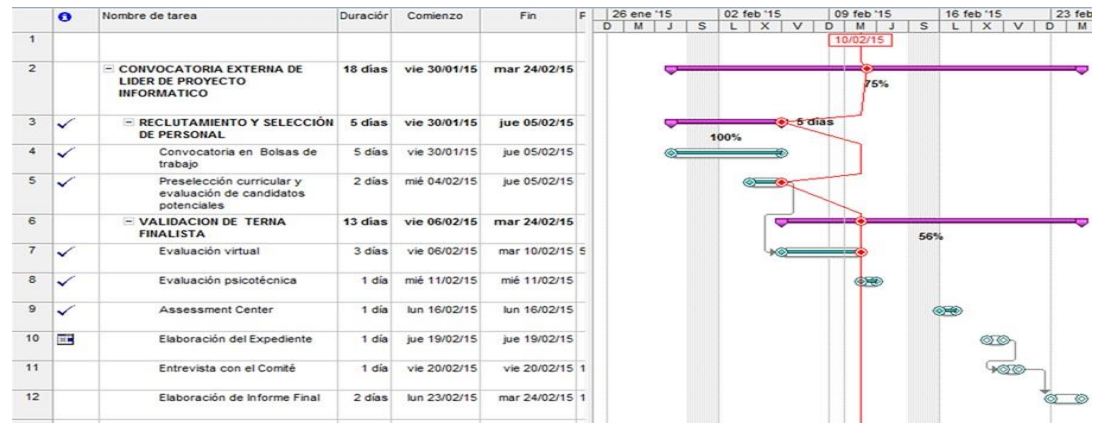 Nombre de tarea Duración Comienzo Fin P 26 ene '15 02 feb '15 09 feb '15 16 feb '15 23 feb
D M J S L X V D M J S L X V D M
1 10/02/15
2 CONVOCATORIA EXTERNA DE LIDER DE PROYECTO INFORMATICO 18 días vie 30/01/15 mar 24/02/15
75%
3 RECLUTAMIENTO Y SELECCIÓN DE PERSONAL 5 días vie 30/01/15 jue 05/02/15 5 días
100%
4 Convocatoria en Bolsas de trabajo 5 días vie 30/01/15 jue 05/02/15
5 Preselección curricular y evaluación de candidatos potenciales 2 días mié 04/02/15 jue 05/02/15
6 VALIDACION DE TERNA FINALISTA 13 días vie 06/02/15 mar 24/02/15
56%
7 Evaluación virtual 3 días vie 06/02/15 mar 10/02/15 5
8 Evaluación psicotécnica 1 día mié 11/02/15 mié 11/02/15
9 Assessment Center 1 día lun 16/02/15 lun 16/02/15
10 Elaboración del Expediente 1 día jue 19/02/15 jue 19/02/15
11 Entrevista con el Comité 1 día vie 20/02/15 vie 20/02/15 1
12 Elaboración de Informe Final 2 días lun 23/02/15 mar 24/02/15 1